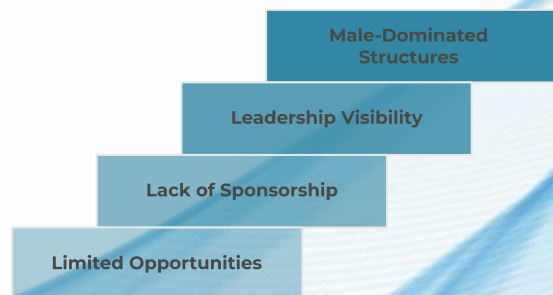 Male-Dominated
Structures
Leadership Visibility
Lack of Sponsorship
Limited Opportunities